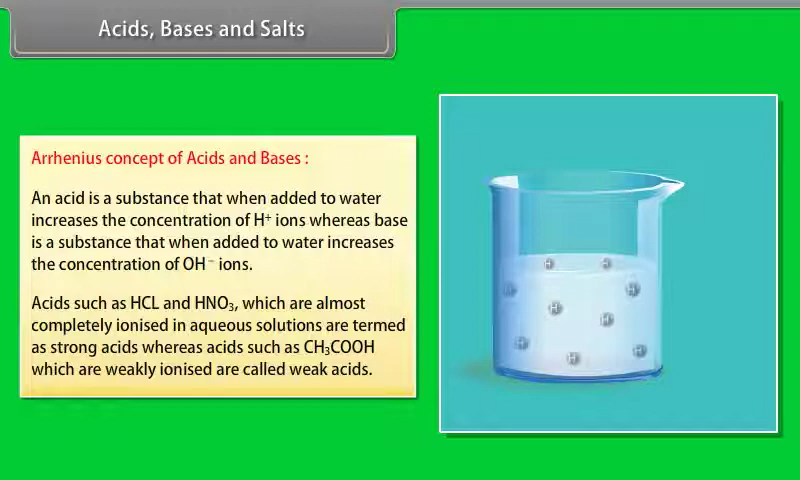 Acids, Bases and Salts
Arrhenius concept of Acids and Bases :
An acid is a substance that when added to water
increases the concentration of H⁺ ions whereas base
is a substance that when added to water increases
the concentration of OH⁻ ions.
Acids such as HCL and HNO₃, which are almost
completely ionised in aqueous solutions are termed
as strong acids whereas acids such as CH₃COOH
which are weakly ionised are called weak acids.
H H
H H
H
H
H
H
H